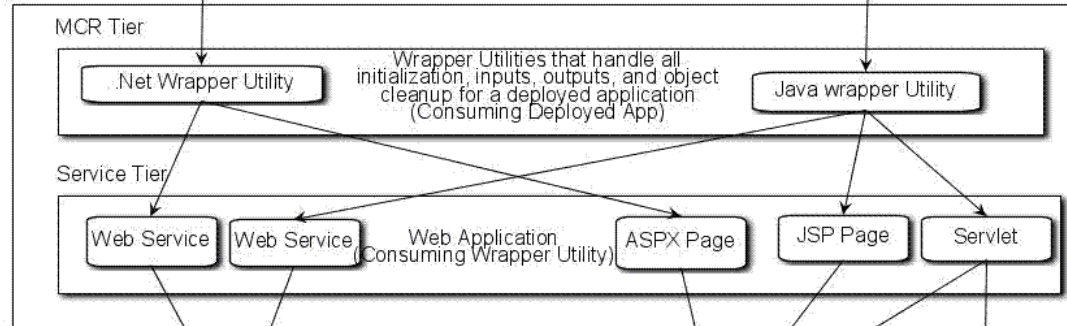 MCR Tier
Wrapper Utilities that handle all
initialization, inputs, outputs, and object
cleanup for a deployed application
(Consuming Deployed App)
.Net Wrapper Utility
Java wrapper Utility
Service Tier
Web Service
Web Service
Web Application
(Consuming Wrapper Utility)
ASPX Page
JSP Page
Servlet